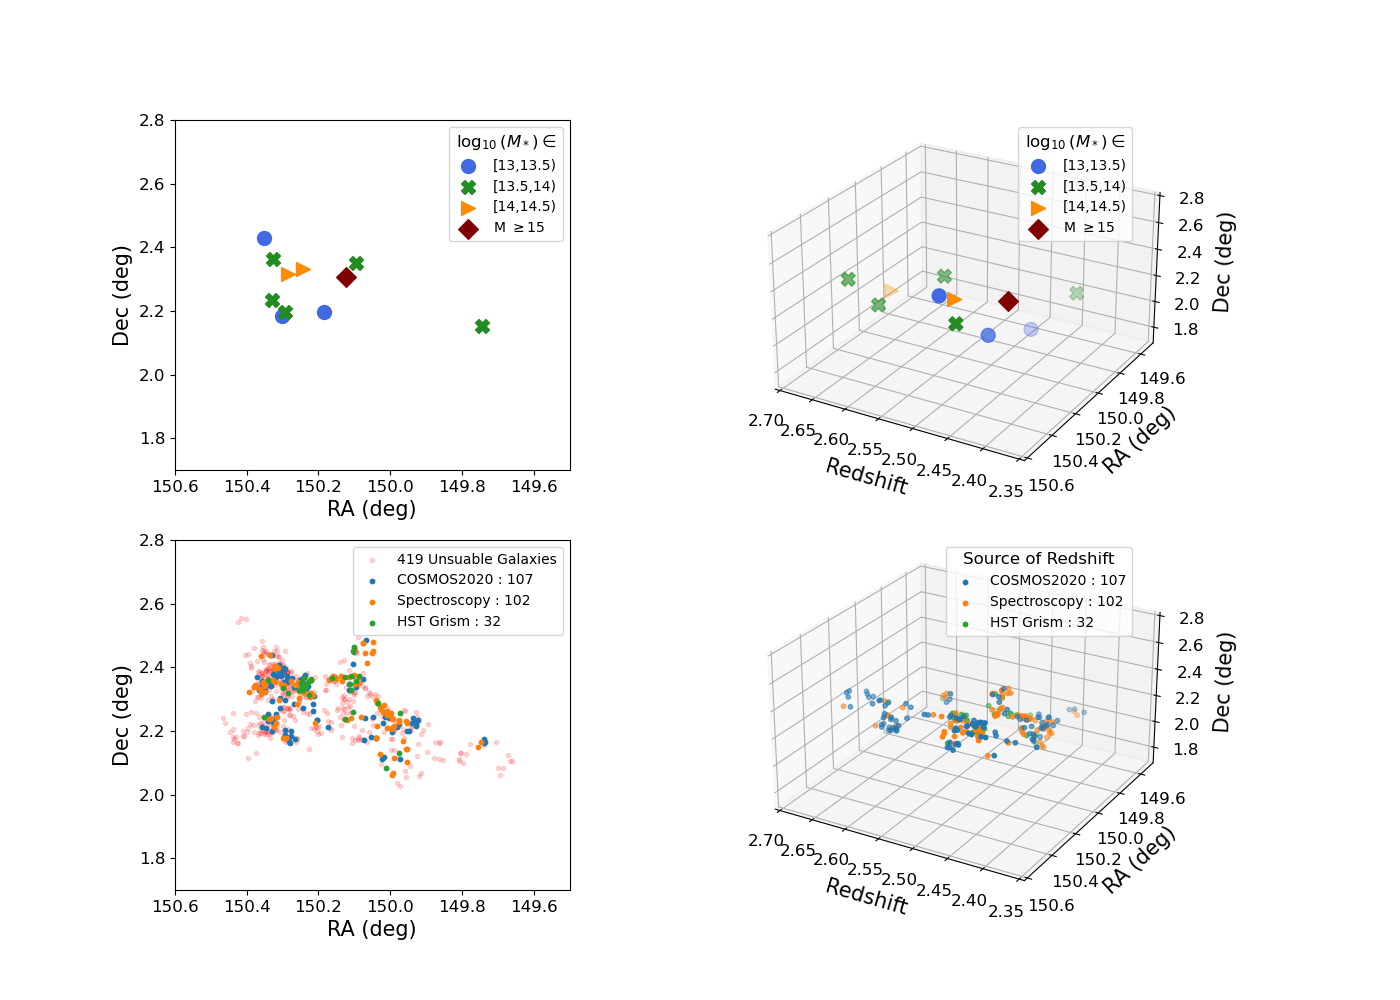 2.8
2.6
2.4
2.2
2.0
1.8
Dec (deg)
150.6 150.4 150.2 150.0 149.8 149.6
RA (deg)
log₁₀ (M*) ∈
[13,13.5)
[13.5,14)
[14,14.5)
M ≥15
log₁₀ (M*) ∈
[13,13.5)
[13.5,14)
[14,14.5)
M ≥15
2.8
2.6
2.4
2.2
2.0
1.8
Dec (deg)
149.6
149.8
150.0
150.2
150.4
150.6
RA (deg)
2.70 2.65 2.60 2.55 2.50 2.45 2.40 2.35
Redshift
2.8
2.6
2.4
2.2
2.0
1.8
Dec (deg)
150.6 150.4 150.2 150.0 149.8 149.6
RA (deg)
419 Unsuable Galaxies
COSMOS2020 : 107
Spectroscopy : 102
HST Grism : 32
Source of Redshift
COSMOS2020 : 107
Spectroscopy : 102
HST Grism : 32
2.8
2.6
2.4
2.2
2.0
1.8
Dec (deg)
149.6
149.8
150.0
150.2
150.4
150.6
RA (deg)
2.70 2.65 2.60 2.55 2.50 2.45 2.40 2.35
Redshift